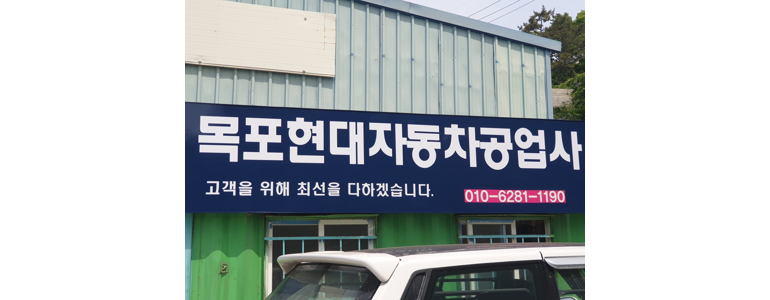 목포현대자동차공업사
고객을 위해 최선을 다하겠습니다.
010-6281-1190